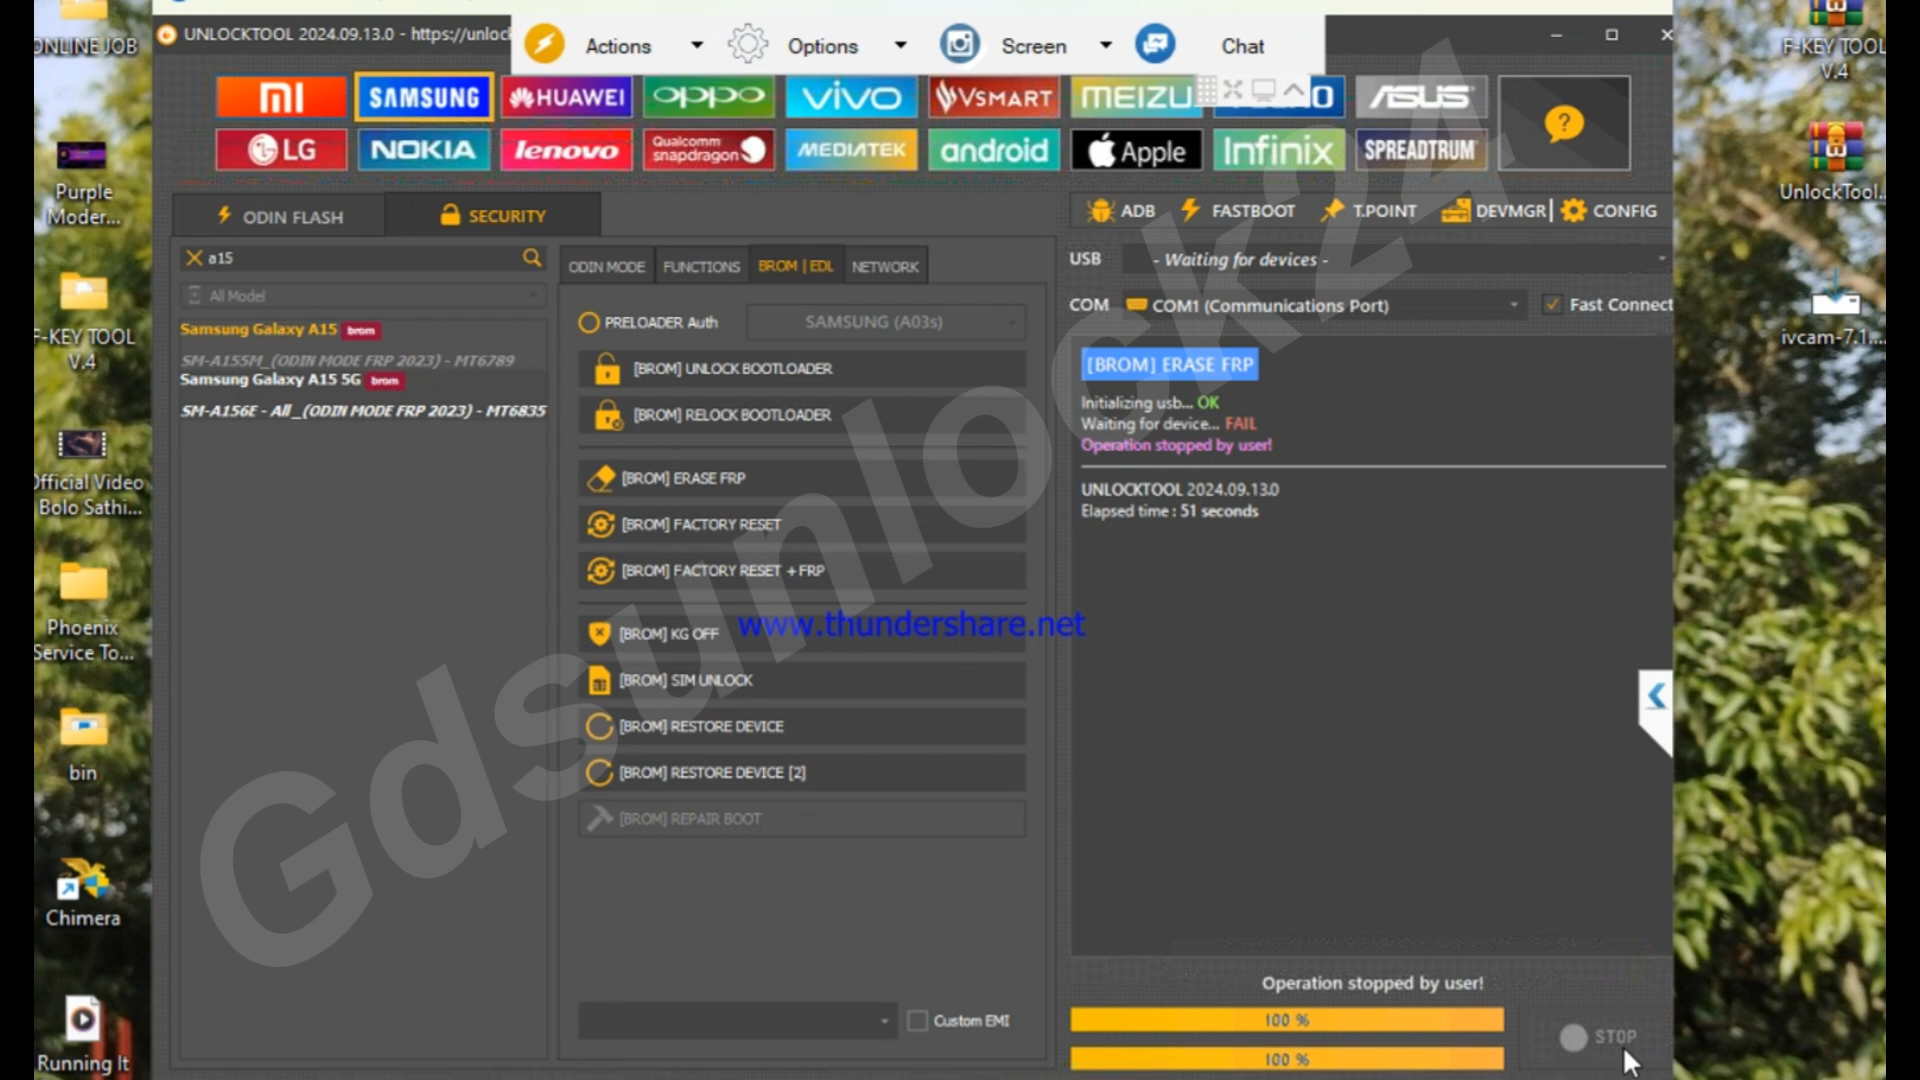 UNLOCKTOOL 2024.09.13.0 - https://unlock
Actions
Options
Screen
Chat
MI
SAMSUNG
HUAWEI
OPPO
vivo
VSMART
MEIZU
ASUS
?
LG
NOKIA
lenovo
Qualcomm
snapdragon
MEDIATEK
android
Apple
Infinix
SPREADTRUM
ODIN FLASH
SECURITY
ADB
FASTBOOT
T.POINT
DEVMGR
CONFIG
a15
All Model
Samsung Galaxy A15 brom
SM-A155M_(ODIN MODE FRP 2023) - MT6789
Samsung Galaxy A15 5G brom
SM-A156E - All_(ODIN MODE FRP 2023) - MT6835
ODIN MODE
FUNCTIONS
BROM | EDL
NETWORK
PRELOADER Auth
SAMSUNG (A03s)
[BROM] UNLOCK BOOTLOADER
[BROM] RELOCK BOOTLOADER
[BROM] ERASE FRP
[BROM] FACTORY RESET
[BROM] FACTORY RESET + FRP
[BROM] KG OFF
[BROM] SIM UNLOCK
[BROM] RESTORE DEVICE
[BROM] RESTORE DEVICE [2]
[BROM] REPAIR BOOT
Custom EMI
USB
- Waiting for devices -
COM
COM1 (Communications Port)
Fast Connect
[BROM] ERASE FRP
Initializing usb... OK
Waiting for device... FAIL
Operation stopped by user!
UNLOCKTOOL 2024.09.13.0
Elapsed time : 51 seconds
Operation stopped by user!
100 %
100 %
STOP
www.thundershare.net
Gdsunlock24
ONLINE JOB
Purple
Moder...
F-KEY TOOL
V.4
Official Video
Bolo Sathi...
Phoenix
Service To...
bin
Chimera
Running It
F-KEY TOOL
V.4
UnlockTool...
ivcam-7.1....